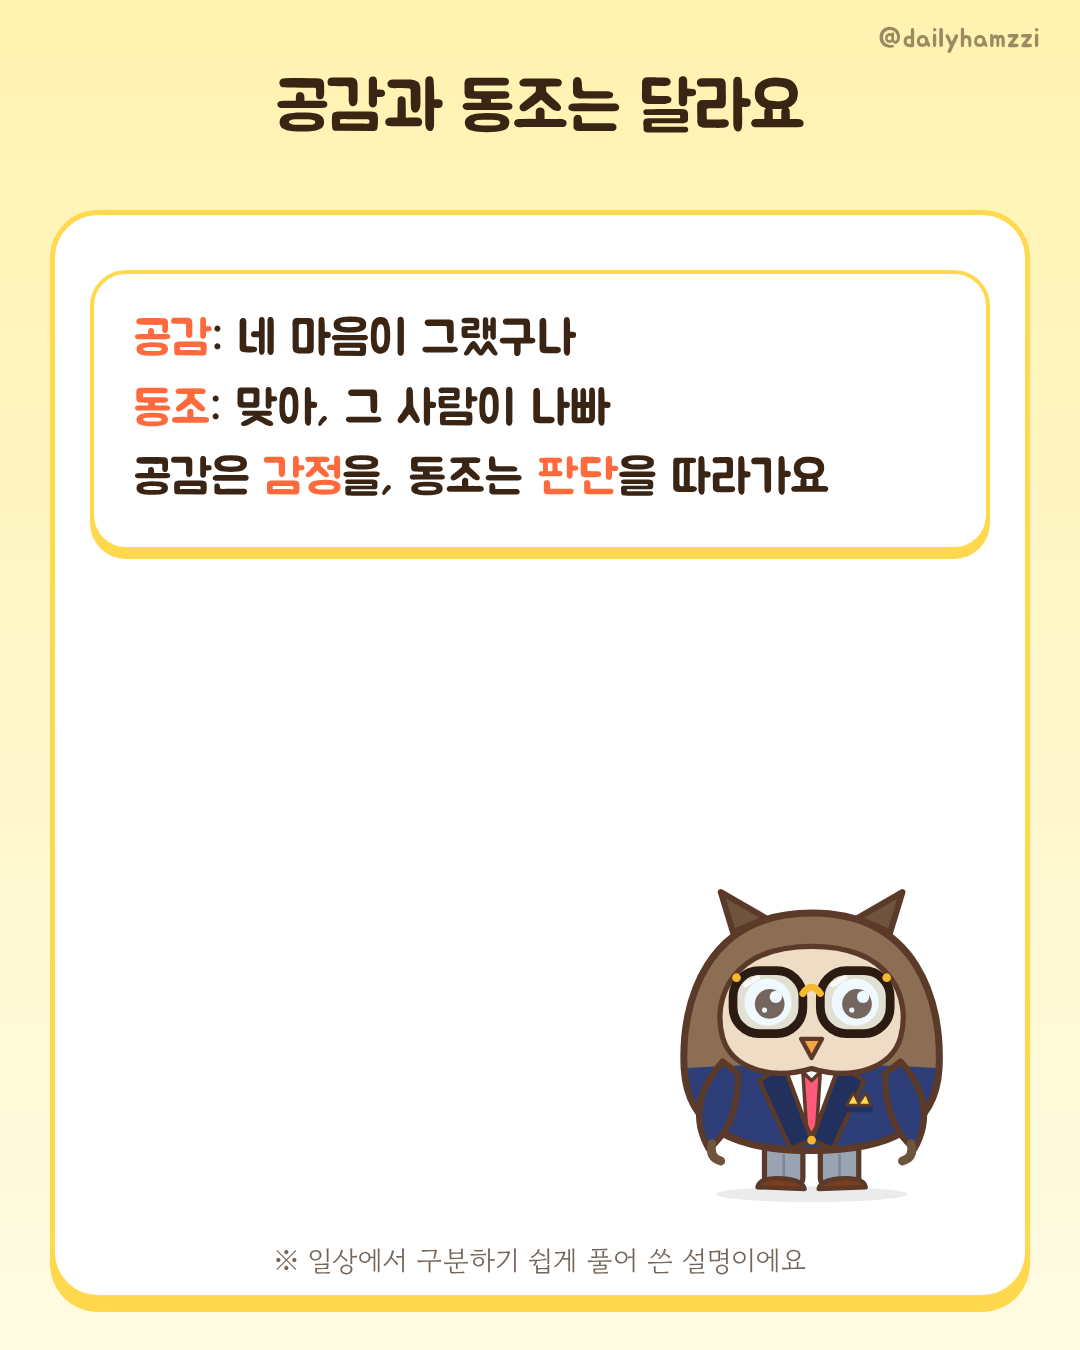 @dailyhamzzi
공감과 동조는 달라요
공감: 네 마음이 그랬구나
동조: 맞아, 그 사람이 나빠
공감은 감정을, 동조는 판단을 따라가요
※ 일상에서 구분하기 쉽게 풀어 쓴 설명이에요